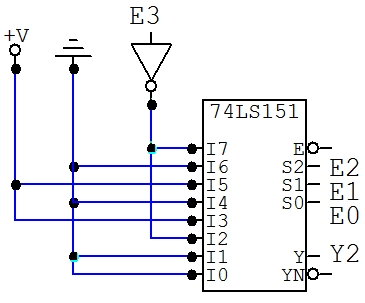 E3
+V
74LS151
I7 E
I6 S2 E2
I5 S1 E1
I4 S0 E0
I3
I2
I1 Y Y2
I0 YN